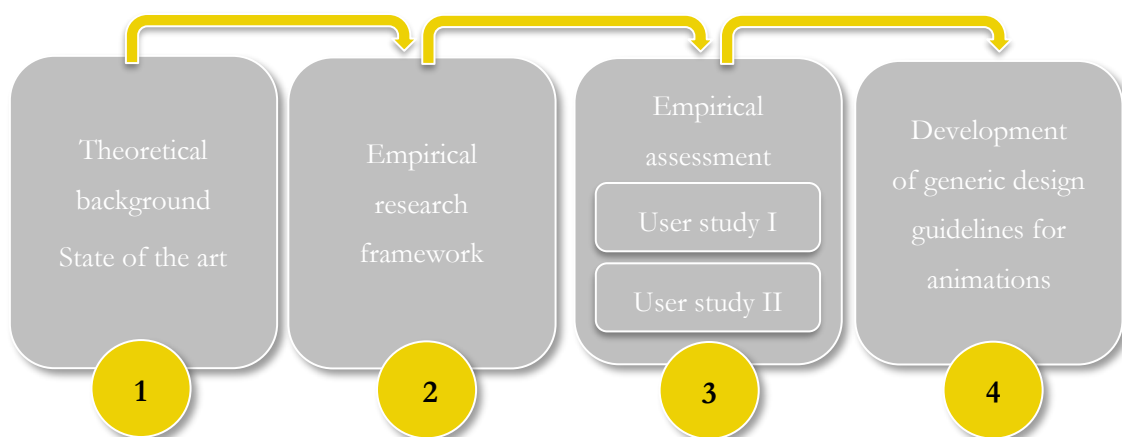 Theoretical
background
State of the art
1
Empirical
research
framework
2
Empirical
assessment
User study I
User study II
3
Development
of generic design
guidelines for
animations
4